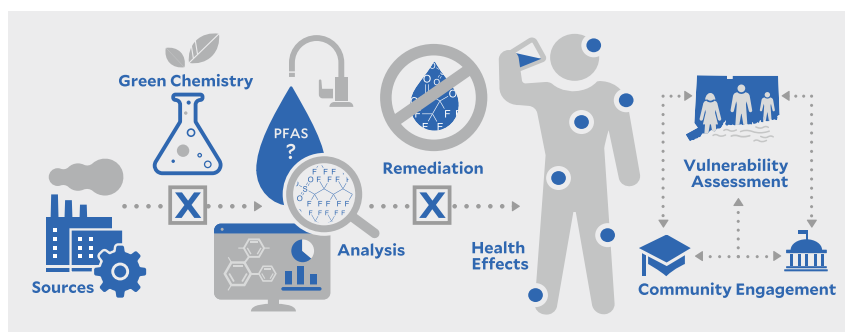 Green Chemistry
PFAS
?
Remediation
Vulnerability
Assessment
X
X
Analysis
Health
Effects
Sources
Community Engagement